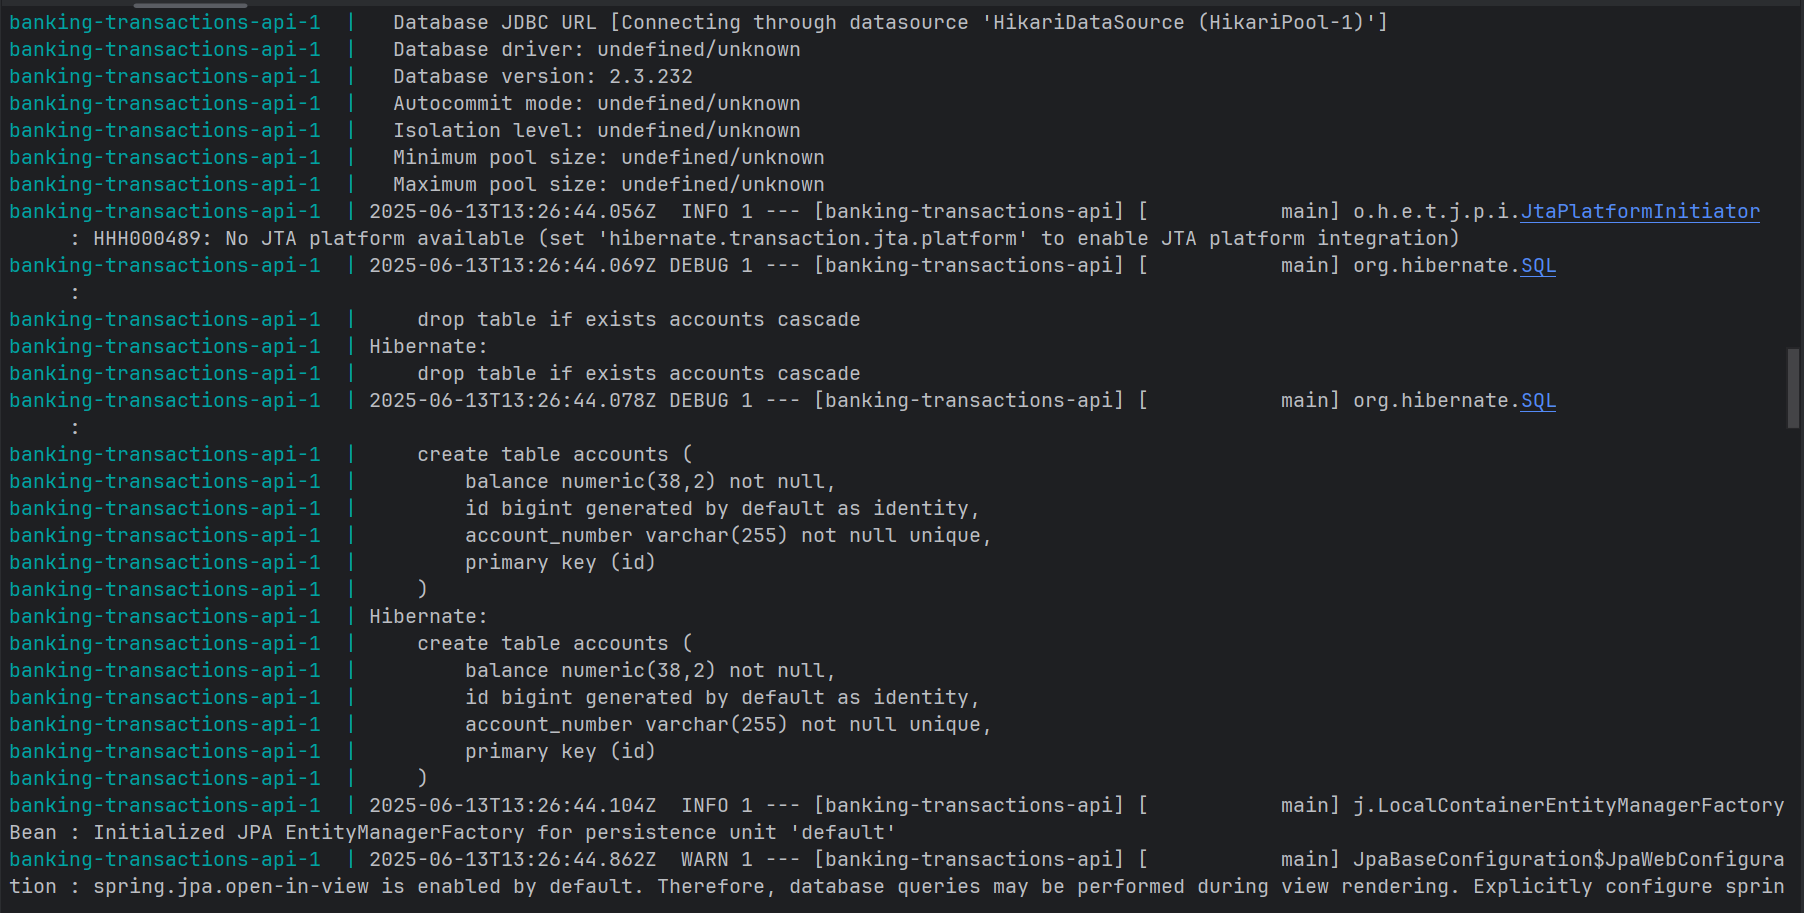 banking-transactions-api-1  |   Database JDBC URL [Connecting through datasource 'HikariDataSource (HikariPool-1)']
banking-transactions-api-1  |   Database driver: undefined/unknown
banking-transactions-api-1  |   Database version: 2.3.232
banking-transactions-api-1  |   Autocommit mode: undefined/unknown
banking-transactions-api-1  |   Isolation level: undefined/unknown
banking-transactions-api-1  |   Minimum pool size: undefined/unknown
banking-transactions-api-1  |   Maximum pool size: undefined/unknown
banking-transactions-api-1  | 2025-06-13T13:26:44.056Z  INFO 1 --- [banking-transactions-api] [           main] o.h.e.t.j.p.i.JtaPlatformInitiator
     : HHH000489: No JTA platform available (set 'hibernate.transaction.jta.platform' to enable JTA platform integration)
banking-transactions-api-1  | 2025-06-13T13:26:44.069Z DEBUG 1 --- [banking-transactions-api] [           main] org.hibernate.SQL
     :
banking-transactions-api-1  |     drop table if exists accounts cascade
banking-transactions-api-1  | Hibernate:
banking-transactions-api-1  |     drop table if exists accounts cascade
banking-transactions-api-1  | 2025-06-13T13:26:44.078Z DEBUG 1 --- [banking-transactions-api] [           main] org.hibernate.SQL
     :
banking-transactions-api-1  |     create table accounts (
banking-transactions-api-1  |         balance numeric(38,2) not null,
banking-transactions-api-1  |         id bigint generated by default as identity,
banking-transactions-api-1  |         account_number varchar(255) not null unique,
banking-transactions-api-1  |         primary key (id)
banking-transactions-api-1  |     )
banking-transactions-api-1  | Hibernate:
banking-transactions-api-1  |     create table accounts (
banking-transactions-api-1  |         balance numeric(38,2) not null,
banking-transactions-api-1  |         id bigint generated by default as identity,
banking-transactions-api-1  |         account_number varchar(255) not null unique,
banking-transactions-api-1  |         primary key (id)
banking-transactions-api-1  |     )
banking-transactions-api-1  | 2025-06-13T13:26:44.104Z  INFO 1 --- [banking-transactions-api] [           main] j.LocalContainerEntityManagerFactory
Bean : Initialized JPA EntityManagerFactory for persistence unit 'default'
banking-transactions-api-1  | 2025-06-13T13:26:44.862Z  WARN 1 --- [banking-transactions-api] [           main] JpaBaseConfiguration$JpaWebConfigura
tion : spring.jpa.open-in-view is enabled by default. Therefore, database queries may be performed during view rendering. Explicitly configure sprin